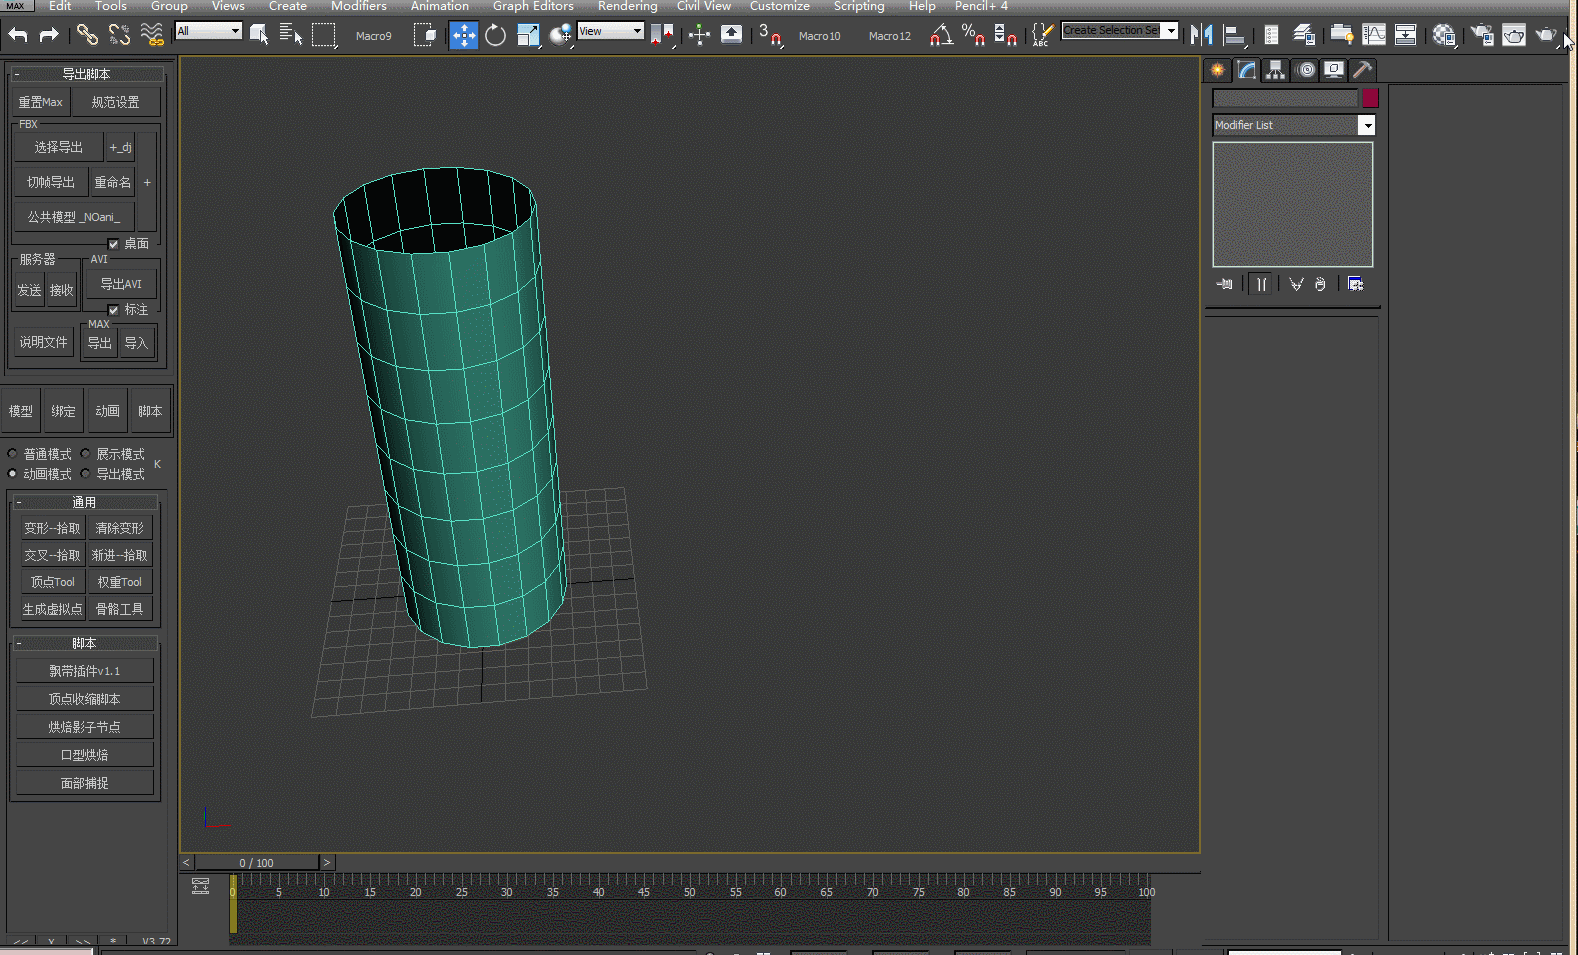 MAX Edit Tools Group Views Create Modifiers Animation Graph Editors Rendering Civil View Customize Scripting Help Pencil+ 4
All Macro9 View 3 Macro10 Macro12 % ABC Create Selection Set
- 导出脚本
重置Max 规范设置
FBX
选择导出 +_dj
切帧导出 重命名 +
公共模型 _NOani_
桌面
服务器 AVI
发送 接收 导出AVI
标注
MAX
说明文件 导出 导入
模型 绑定 动画 脚本
普通模式 展示模式
动画模式 导出模式 K
- 通用
变形--拾取 清除变形
交叉--拾取 渐进--拾取
顶点Tool 权重Tool
生成虚拟点 骨骼工具
- 脚本
飘带插件v1.1
顶点收缩脚本
烘焙影子节点
口型烘焙
面部捕捉
<< v >> * V3.72
Modifier List
< 0 / 100 >
0 5 10 15 20 25 30 35 40 45 50 55 60 65 70 75 80 85 90 95 100